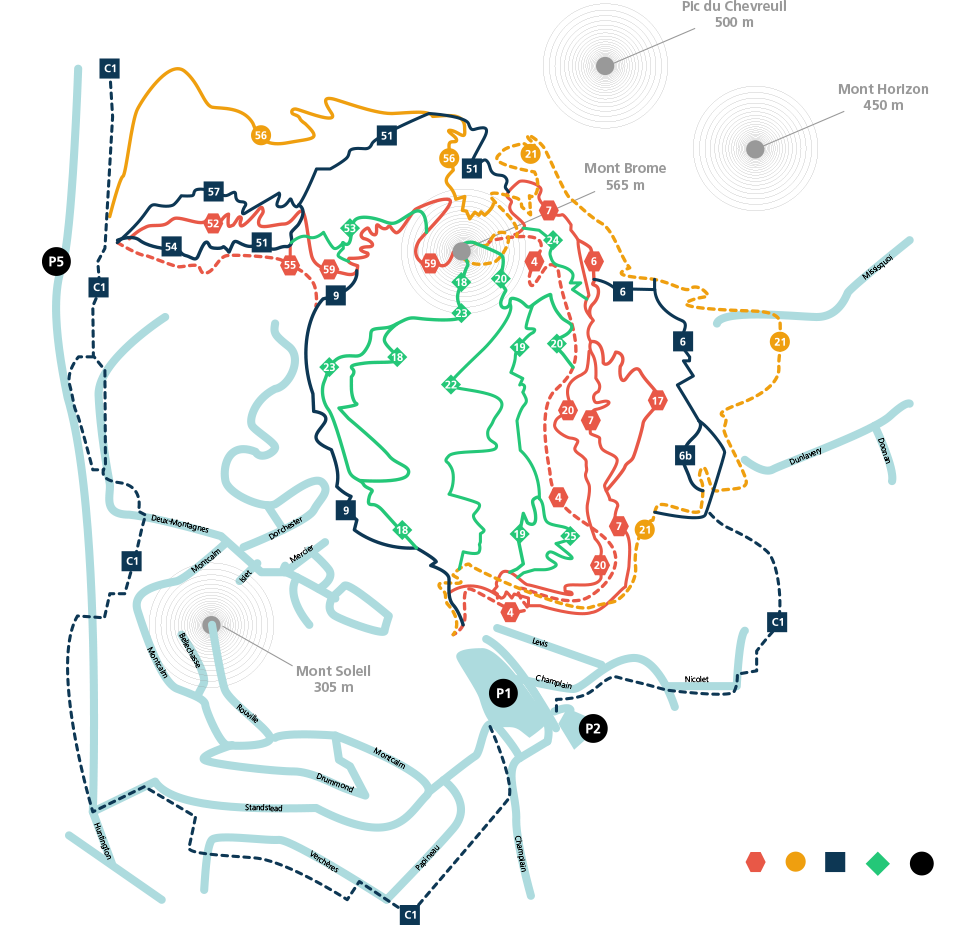 Pic du Chevreuil
500 m
C1
Mont Horizon
450 m
56
51
21
56
51
Mont Brome
565 m
57
7
52
53
24
54
51
P5
55
59
59
4
6
Missisquoi
18
20
C1
9
6
23
19
20
6
21
18
23
22
17
20
7
6b
Dunlavery
Dooman
4
9
Deux-Montagnes
Dorchester
18
19
25
7
21
Montcalm
Mercier
C1
20
Islet
4
C1
Bellechasse
Levis
Montcalm
Mont Soleil
305 m
Champlain
Nicolet
P1
Rouville
P2
Montcalm
Drummond
Standstead
Huntington
Verchères
Papineau
Champlain
C1